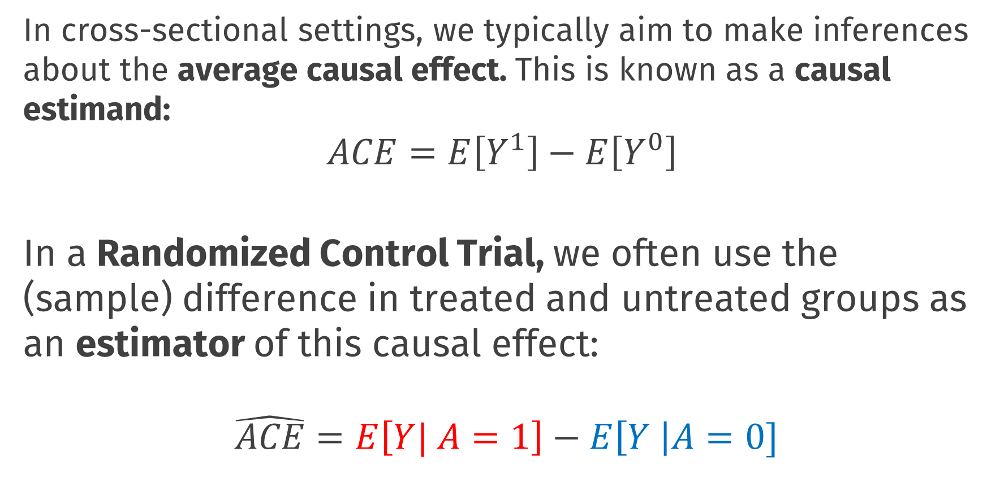 In cross-sectional settings, we typically aim to make inferences
about the average causal effect. This is known as a causal
estimand:
ACE = E[Y¹] − E[Y⁰]
In a Randomized Control Trial, we often use the
(sample) difference in treated and untreated groups as
an estimator of this causal effect:
\widehat{ACE} = E[Y| A = 1] − E[Y |A = 0]